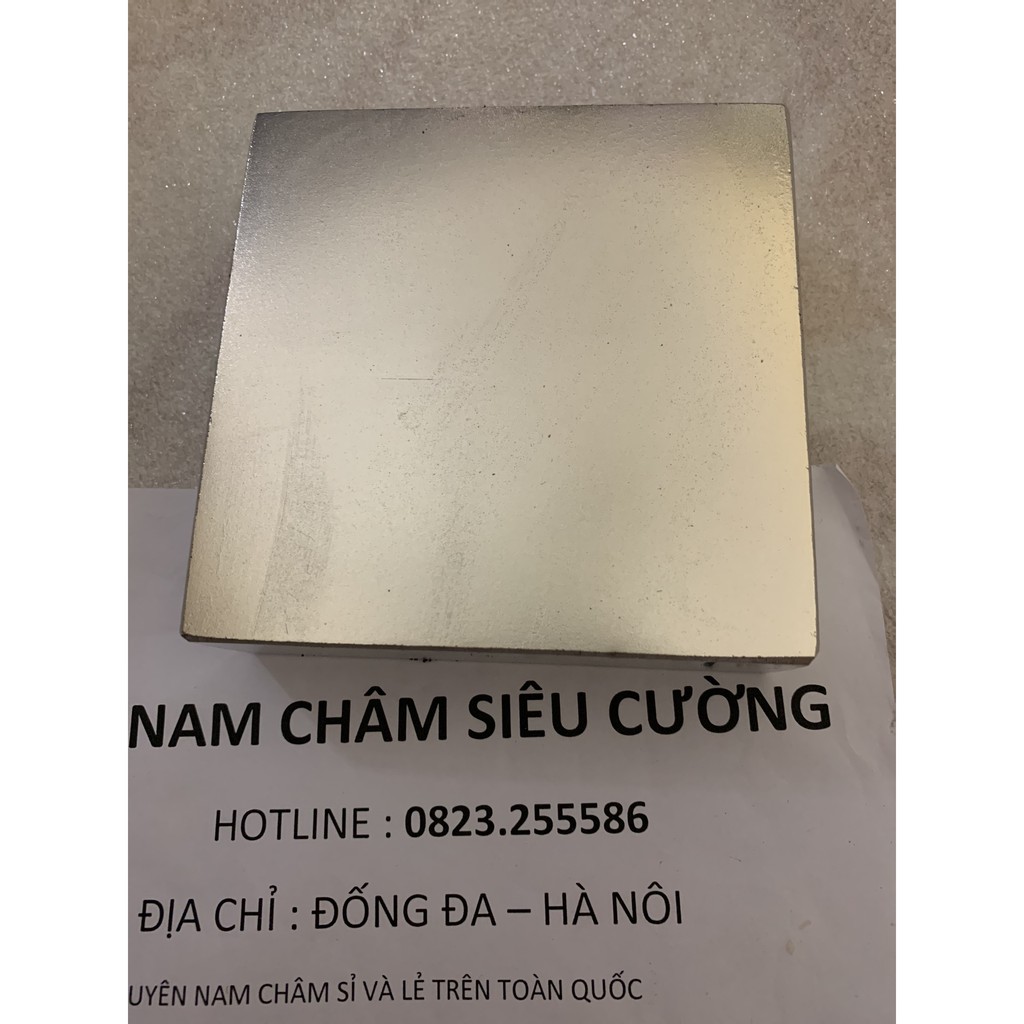 NAM CHÂM SIÊU CƯỜNG
HOTLINE : 0823.255586
ĐỊA CHỈ : ĐỐNG ĐA – HÀ NÔI
UYÊN NAM CHÂM SỈ VÀ LẺ TRÊN TOÀN QUỐC